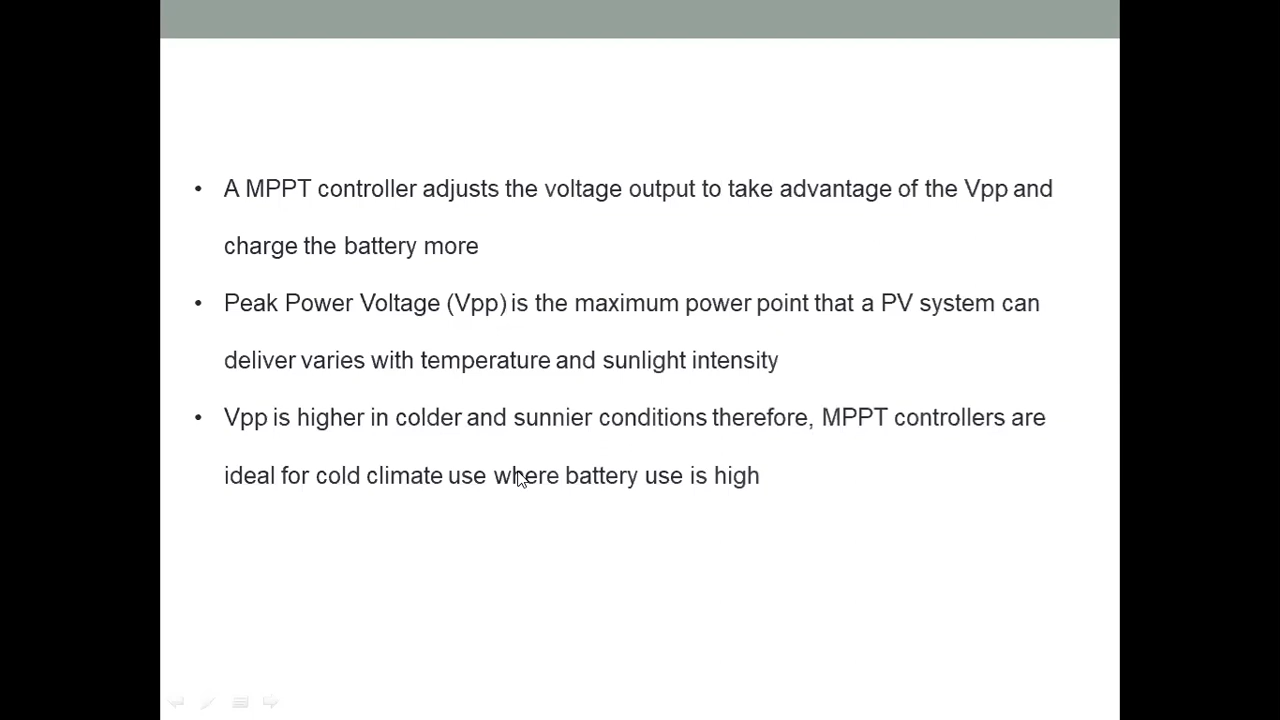 • A MPPT controller adjusts the voltage output to take advantage of the Vpp and
charge the battery more
• Peak Power Voltage (Vpp) is the maximum power point that a PV system can
deliver varies with temperature and sunlight intensity
• Vpp is higher in colder and sunnier conditions therefore, MPPT controllers are
ideal for cold climate use where battery use is high